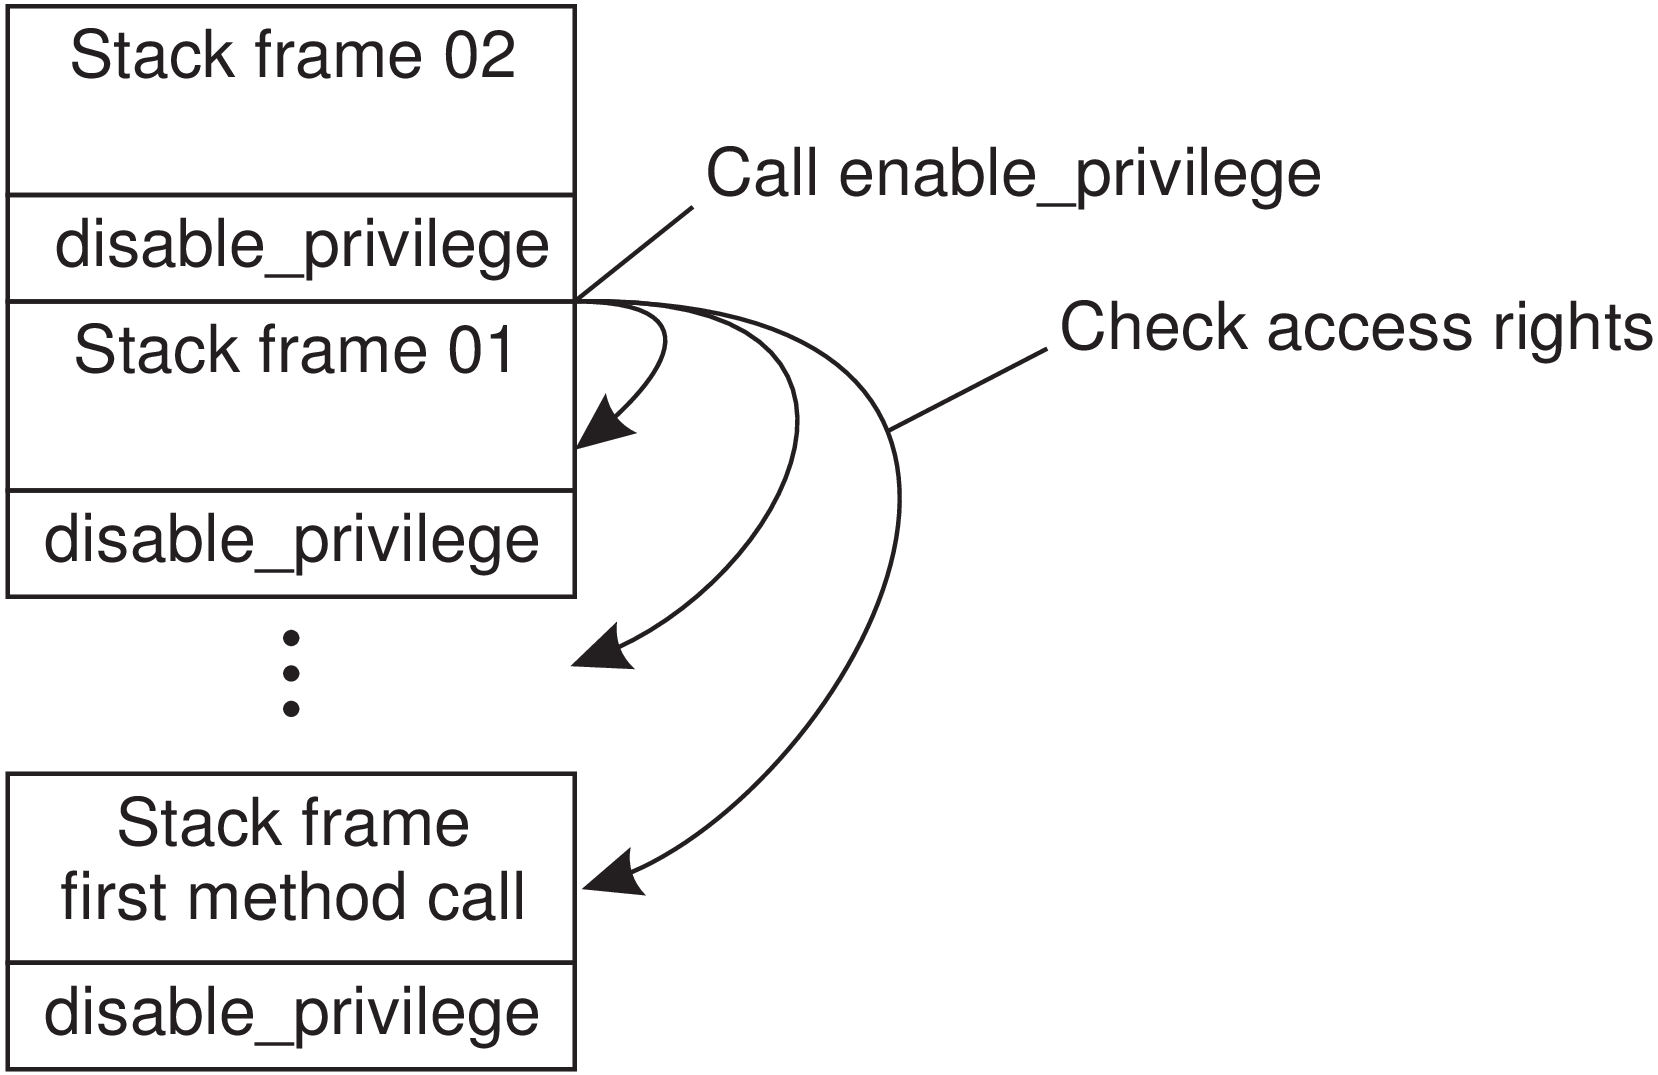 Stack frame 02
Call enable_privilege
disable_privilege
Check access rights
Stack frame 01
disable_privilege
Stack frame
first method call
disable_privilege